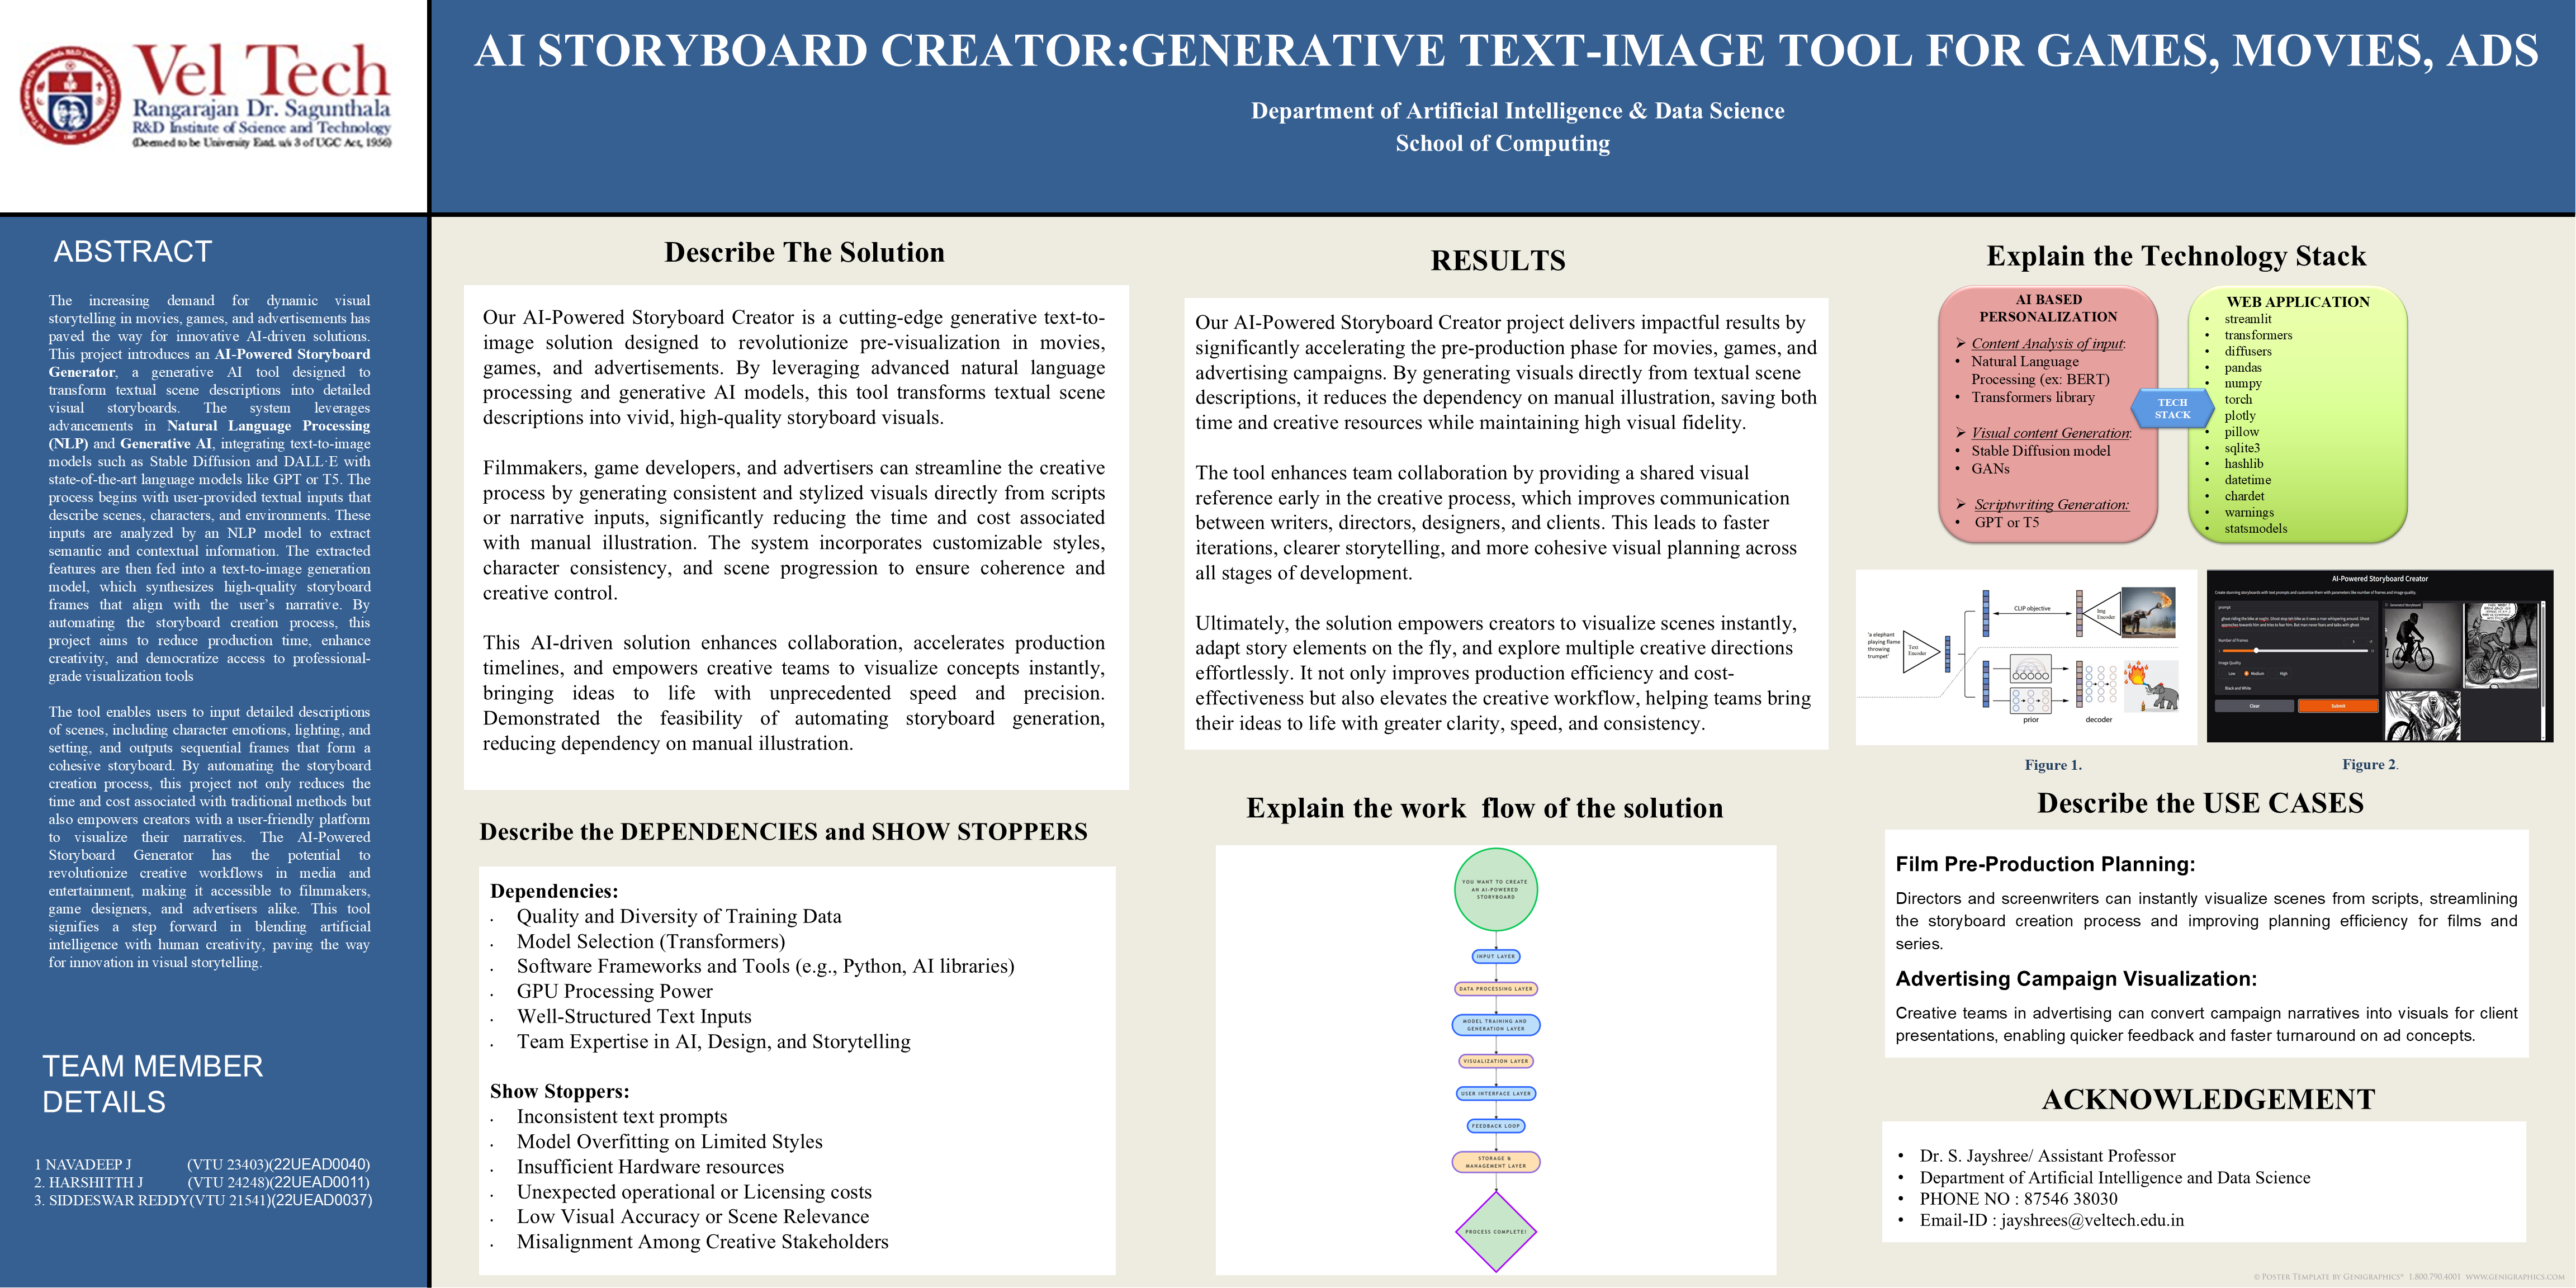 Vel Tech
Rangarajan Dr. Sagunthala
R&D Institute of Science and Technology
(Deemed to be University Estd. u/s 3 of UGC Act, 1956)
AI STORYBOARD CREATOR:GENERATIVE TEXT-IMAGE TOOL FOR GAMES, MOVIES, ADS
Department of Artificial Intelligence & Data Science
School of Computing
ABSTRACT
The increasing demand for dynamic visual
storytelling in movies, games, and advertisements has
paved the way for innovative AI-driven solutions.
This project introduces an AI-Powered Storyboard
Generator, a generative AI tool designed to
transform textual scene descriptions into detailed
visual storyboards. The system leverages
advancements in Natural Language Processing
(NLP) and Generative AI, integrating text-to-image
models such as Stable Diffusion and DALL·E with
state-of-the-art language models like GPT or T5. The
process begins with user-provided textual inputs that
describe scenes, characters, and environments. These
inputs are analyzed by an NLP model to extract
semantic and contextual information. The extracted
features are then fed into a text-to-image generation
model, which synthesizes high-quality storyboard
frames that align with the user's narrative. By
automating the storyboard creation process, this
project aims to reduce production time, enhance
creativity, and democratize access to professional-
grade visualization tools
The tool enables users to input detailed descriptions
of scenes, including character emotions, lighting, and
setting, and outputs sequential frames that form a
cohesive storyboard. By automating the storyboard
creation process, this project not only reduces the
time and cost associated with traditional methods but
also empowers creators with a user-friendly platform
to visualize their narratives. The AI-Powered
Storyboard Generator has the potential to
revolutionize creative workflows in media and
entertainment, making it accessible to filmmakers,
game designers, and advertisers alike. This tool
signifies a step forward in blending artificial
intelligence with human creativity, paving the way
for innovation in visual storytelling.
TEAM MEMBER
DETAILS
1 NAVADEEP J (VTU 23403)(22UEAD0040)
2. HARSHITTH J (VTU 24248)(22UEAD0011)
3. SIDDESWAR REDDY(VTU 21541)(22UEAD0037)
Describe The Solution
Our AI-Powered Storyboard Creator is a cutting-edge generative text-to-
image solution designed to revolutionize pre-visualization in movies,
games, and advertisements. By leveraging advanced natural language
processing and generative AI models, this tool transforms textual scene
descriptions into vivid, high-quality storyboard visuals.
Filmmakers, game developers, and advertisers can streamline the creative
process by generating consistent and stylized visuals directly from scripts
or narrative inputs, significantly reducing the time and cost associated
with manual illustration. The system incorporates customizable styles,
character consistency, and scene progression to ensure coherence and
creative control.
This AI-driven solution enhances collaboration, accelerates production
timelines, and empowers creative teams to visualize concepts instantly,
bringing ideas to life with unprecedented speed and precision.
Demonstrated the feasibility of automating storyboard generation,
reducing dependency on manual illustration.
Describe the DEPENDENCIES and SHOW STOPPERS
Dependencies:
• Quality and Diversity of Training Data
• Model Selection (Transformers)
• Software Frameworks and Tools (e.g., Python, AI libraries)
• GPU Processing Power
• Well-Structured Text Inputs
• Team Expertise in AI, Design, and Storytelling
Show Stoppers:
• Inconsistent text prompts
• Model Overfitting on Limited Styles
• Insufficient Hardware resources
• Unexpected operational or Licensing costs
• Low Visual Accuracy or Scene Relevance
• Misalignment Among Creative Stakeholders
RESULTS
Our AI-Powered Storyboard Creator project delivers impactful results by
significantly accelerating the pre-production phase for movies, games, and
advertising campaigns. By generating visuals directly from textual scene
descriptions, it reduces the dependency on manual illustration, saving both
time and creative resources while maintaining high visual fidelity.
The tool enhances team collaboration by providing a shared visual
reference early in the creative process, which improves communication
between writers, directors, designers, and clients. This leads to faster
iterations, clearer storytelling, and more cohesive visual planning across
all stages of development.
Ultimately, the solution empowers creators to visualize scenes instantly,
adapt story elements on the fly, and explore multiple creative directions
effortlessly. It not only improves production efficiency and cost-
effectiveness but also elevates the creative workflow, helping teams bring
their ideas to life with greater clarity, speed, and consistency.
Explain the work flow of the solution
YOU WANT TO CREATE
AN AI-POWERED
STORYBOARD
INPUT LAYER
DATA PROCESSING LAYER
MODEL TRAINING AND
GENERATION LAYER
VISUALIZATION LAYER
USER INTERFACE LAYER
FEEDBACK LOOP
STORAGE &
MANAGEMENT LAYER
PROCESS COMPLETE!
Explain the Technology Stack
AI BASED
PERSONALIZATION
➢ Content Analysis of input:
• Natural Language
Processing (ex: BERT)
• Transformers library
➢ Visual content Generation:
• Stable Diffusion model
• GANs
➢ Scriptwriting Generation:
• GPT or T5
TECH
STACK
WEB APPLICATION
• streamlit
• transformers
• diffusers
• pandas
• numpy
• torch
• plotly
• pillow
• sqlite3
• hashlib
• datetime
• chardet
• warnings
• statsmodels
'a elephant
playing flame
throwing
trumpet'
Text
Encoder
CLIP objective
Img
Encoder
prior
decoder
Figure 1.
AI-Powered Storyboard Creator
Create stunning storyboards with text prompts and customise them with parameters like number of frames and image quality.
prompt
Number of frames
Image Quality
Low
Medium
High
Black and White
Clear
Submit
Generated Storyboard
Figure 2.
Describe the USE CASES
Film Pre-Production Planning:
Directors and screenwriters can instantly visualize scenes from scripts, streamlining
the storyboard creation process and improving planning efficiency for films and
series.
Advertising Campaign Visualization:
Creative teams in advertising can convert campaign narratives into visuals for client
presentations, enabling quicker feedback and faster turnaround on ad concepts.
ACKNOWLEDGEMENT
• Dr. S. Jayshree/ Assistant Professor
• Department of Artificial Intelligence and Data Science
• PHONE NO : 87546 38030
• Email-ID : jayshrees@veltech.edu.in
© POSTER TEMPLATE BY GENIGRAPHICS® 1.800.790.4001 WWW.GENIGRAPHICS.COM